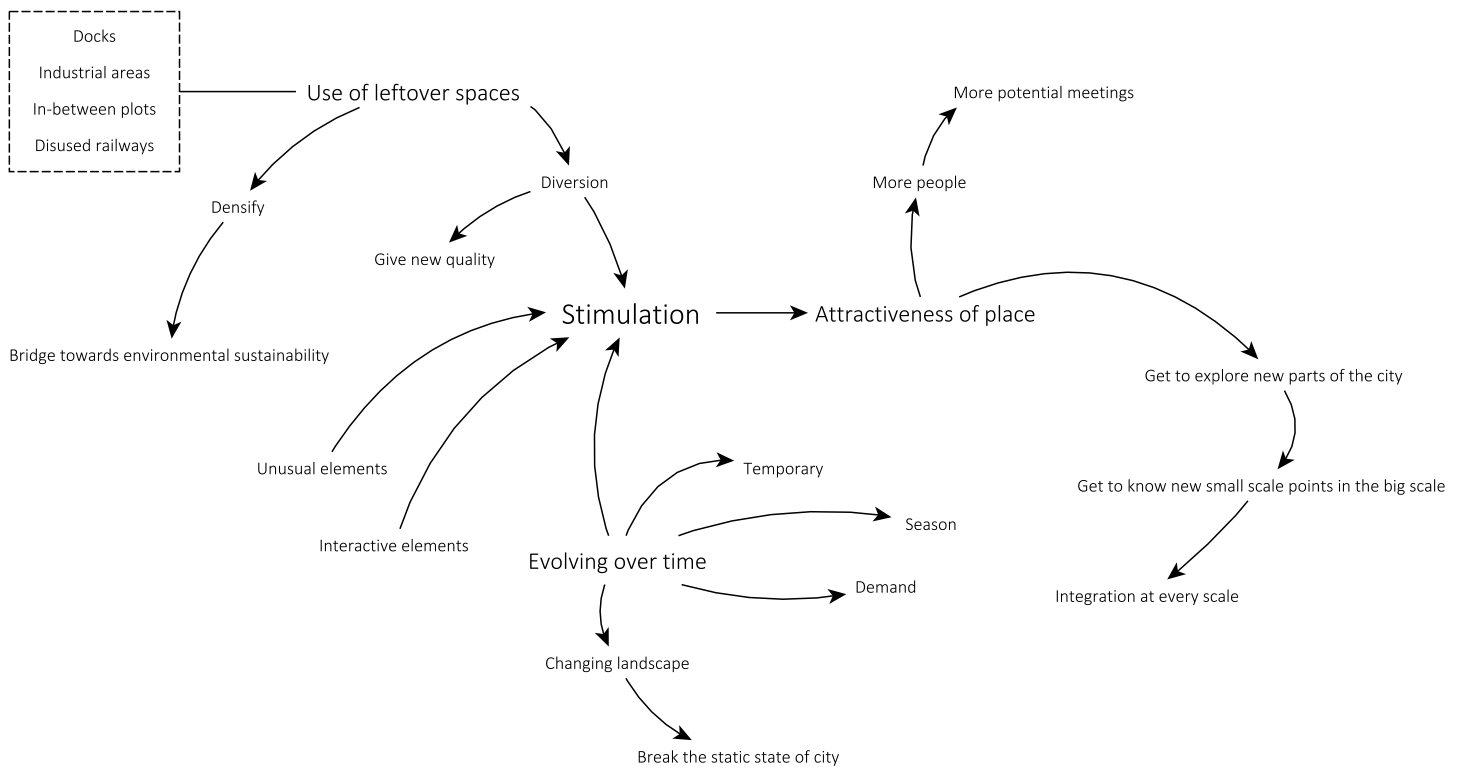 Docks
Industrial areas
In-between plots
Disused railways
Use of leftover spaces
More potential meetings
Diversion
More people
Densify
Give new quality
Stimulation
Attractiveness of place
Bridge towards environmental sustainability
Get to explore new parts of the city
Unusual elements
Temporary
Get to know new small scale points in the big scale
Season
Interactive elements
Evolving over time
Demand
Integration at every scale
Changing landscape
Break the static state of city